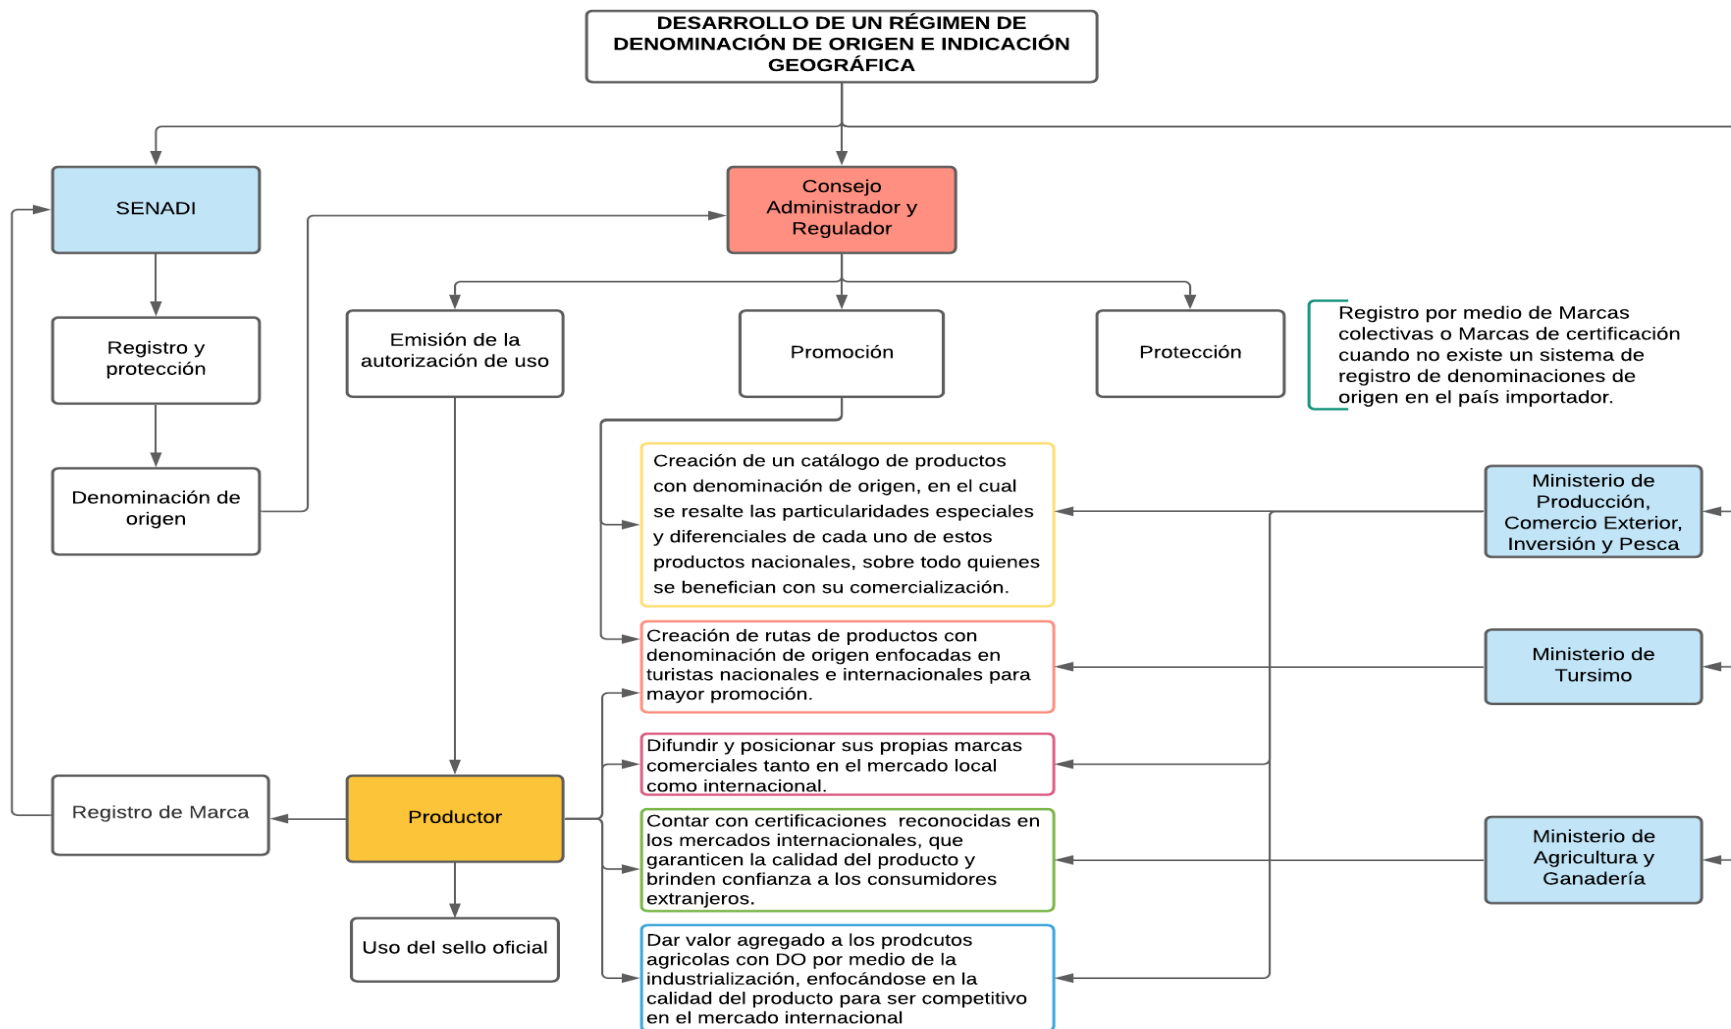 DESARROLLO DE UN RÉGIMEN DE
DENOMINACIÓN DE ORIGEN E INDICACIÓN
GEOGRÁFICA
SENADI
Consejo
Administrador y
Regulador
Registro y
protección
Emisión de la
autorización de uso
Promoción
Protección
Registro por medio de Marcas
colectivas o Marcas de certificación
cuando no existe un sistema de
registro de denominaciones de
origen en el país importador.
Denominación de
origen
Creación de un catálogo de productos
con denominación de origen, en el cual
se resalte las particularidades especiales
y diferenciales de cada uno de estos
productos nacionales, sobre todo quienes
se benefician con su comercialización.
Ministerio de
Producción,
Comercio Exterior,
Inversión y Pesca
Creación de rutas de productos con
denominación de origen enfocadas en
turistas nacionales e internacionales para
mayor promoción.
Ministerio de
Tursimo
Difundir y posicionar sus propias marcas
comerciales tanto en el mercado local
como internacional.
Registro de Marca
Productor
Contar con certificaciones  reconocidas en
los mercados internacionales, que
garanticen la calidad del producto y
brinden confianza a los consumidores
extranjeros.
Ministerio de
Agricultura y
Ganadería
Uso del sello oficial
Dar valor agregado a los prodcutos
agricolas con DO por medio de la
industrialización, enfocándose en la
calidad del producto para ser competitivo
en el mercado internacional